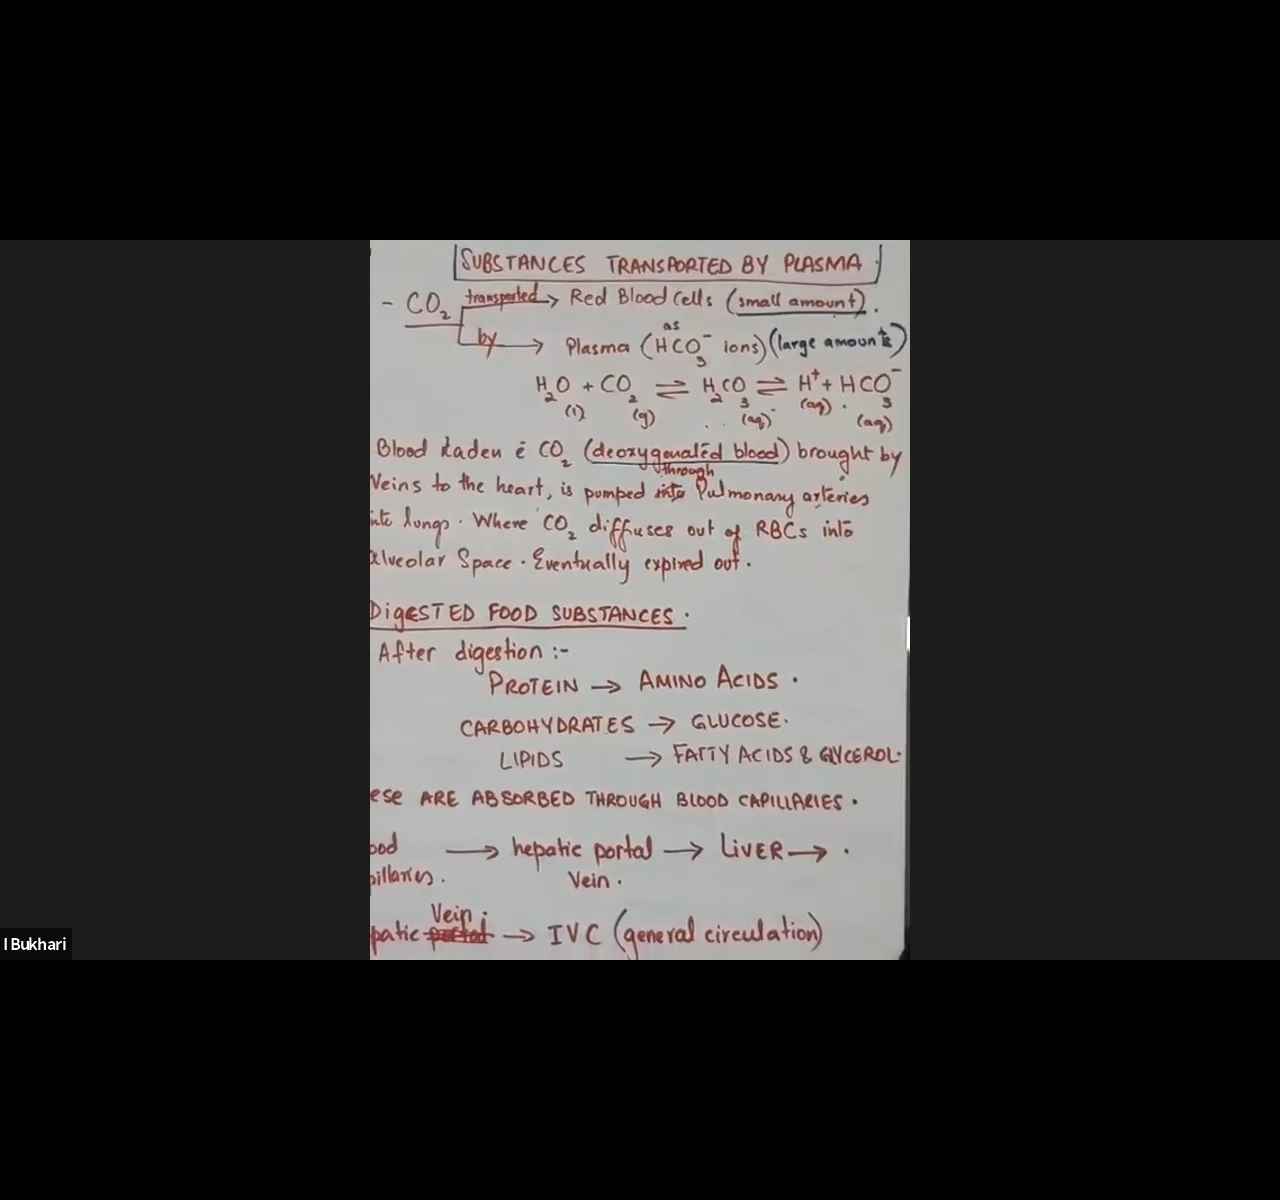 SUBSTANCES TRANSPORTED BY PLASMA.
- CO2 transported → Red Blood Cells (small amount).
by → Plasma (as HCO3⁻ ions) (large amounts)
H2O + CO2 ⇌ H2CO3 ⇌ H⁺ + HCO3⁻
(l) (g) (aq) (aq) (aq)
Blood laden c̄ CO2 (deoxygenated blood) brought by
Veins to the heart, is pumped through Pulmonary arteries
into lungs. Where CO2 diffuses out of RBCs into
alveolar Space. Eventually expired out.
DIGESTED FOOD SUBSTANCES.
After digestion :-
PROTEIN → AMINO ACIDS.
CARBOHYDRATES → GLUCOSE.
LIPIDS → FATTY ACIDS & GLYCEROL.
ese ARE ABSORBED THROUGH BLOOD CAPILLARIES.
ood → hepatic portal → LIVER → .
pillaries. Vein.
Vein.
patic portal → IVC (general circulation)
I Bukhari